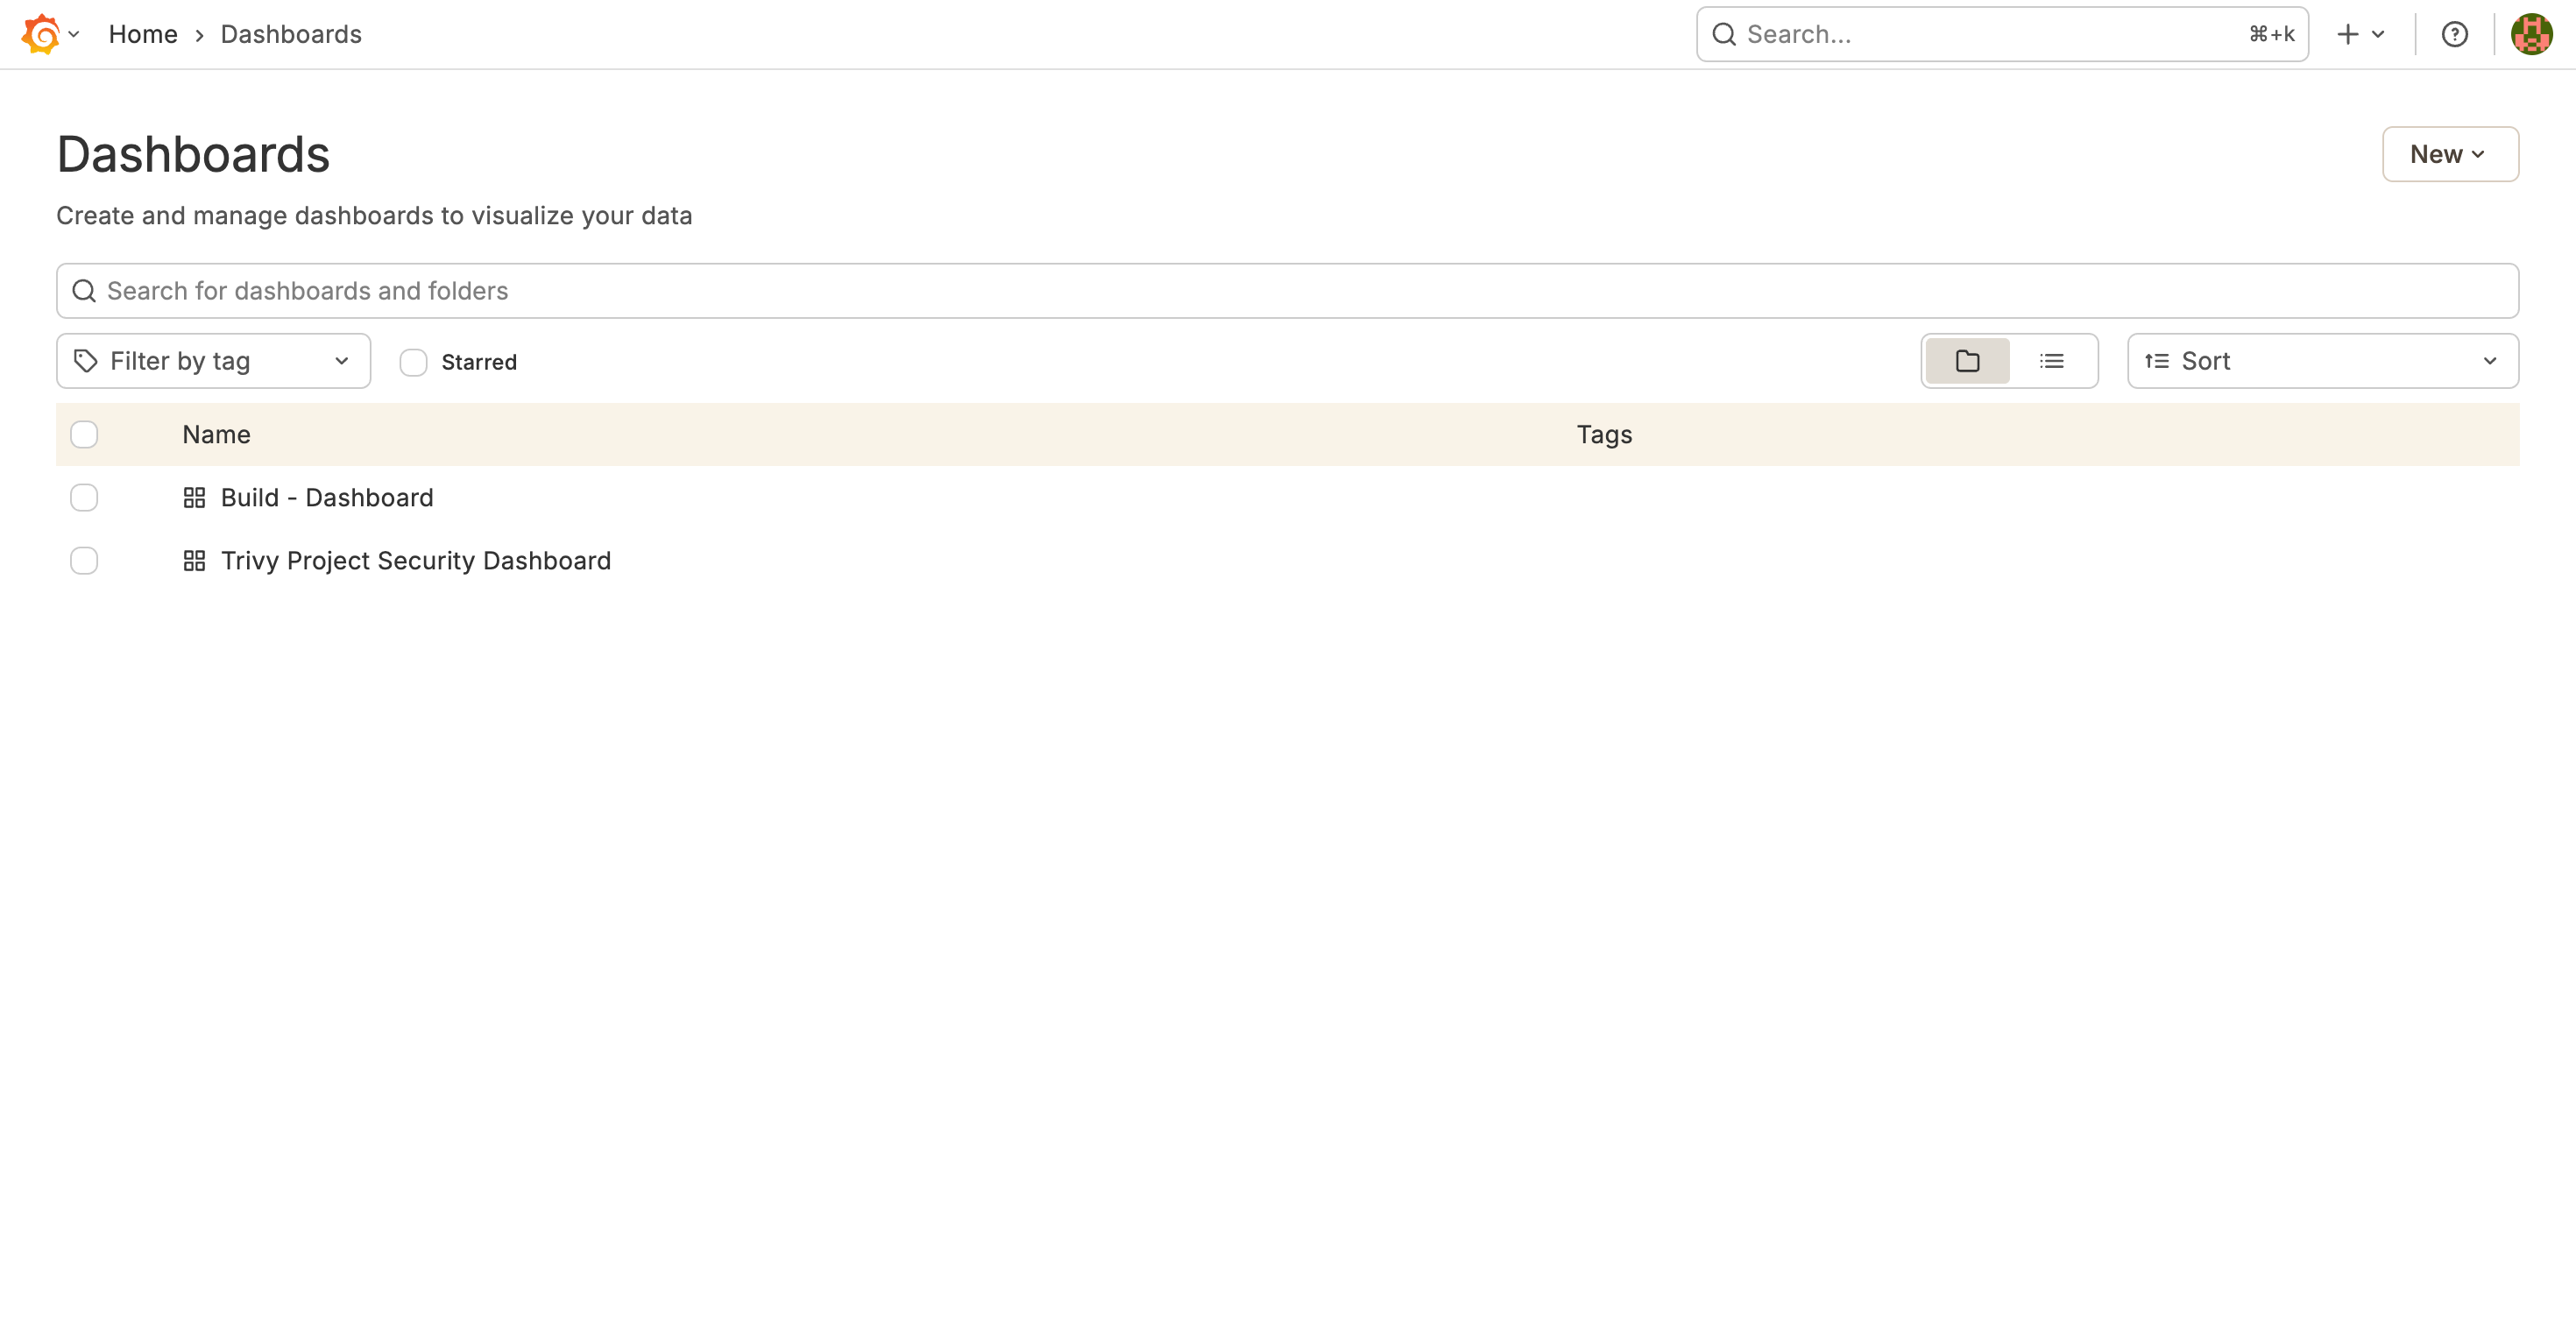 Home › Dashboards
Search...
⌘+k
Dashboards
New
Create and manage dashboards to visualize your data
Search for dashboards and folders
Filter by tag
Starred
Sort
Name
Tags
Build - Dashboard
Trivy Project Security Dashboard